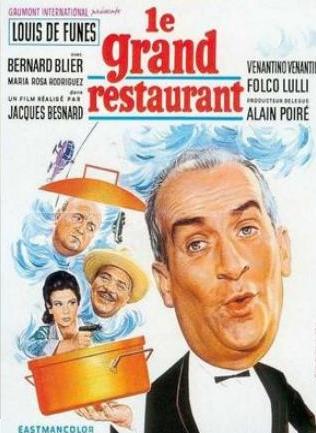 GAUMONT INTERNATIONAL présente
LOUIS DE FUNES
le
grand
restaurant
avec
BERNARD BLIER
MARIA ROSA RODRIGUEZ
dans
UN FILM RÉALISÉ PAR
JACQUES BESNARD
VENANTINO VENANTINI
FOLCO LULLI
PRODUCTEUR DÉLÉGUÉ
ALAIN POIRÉ
EASTMANCOLOR